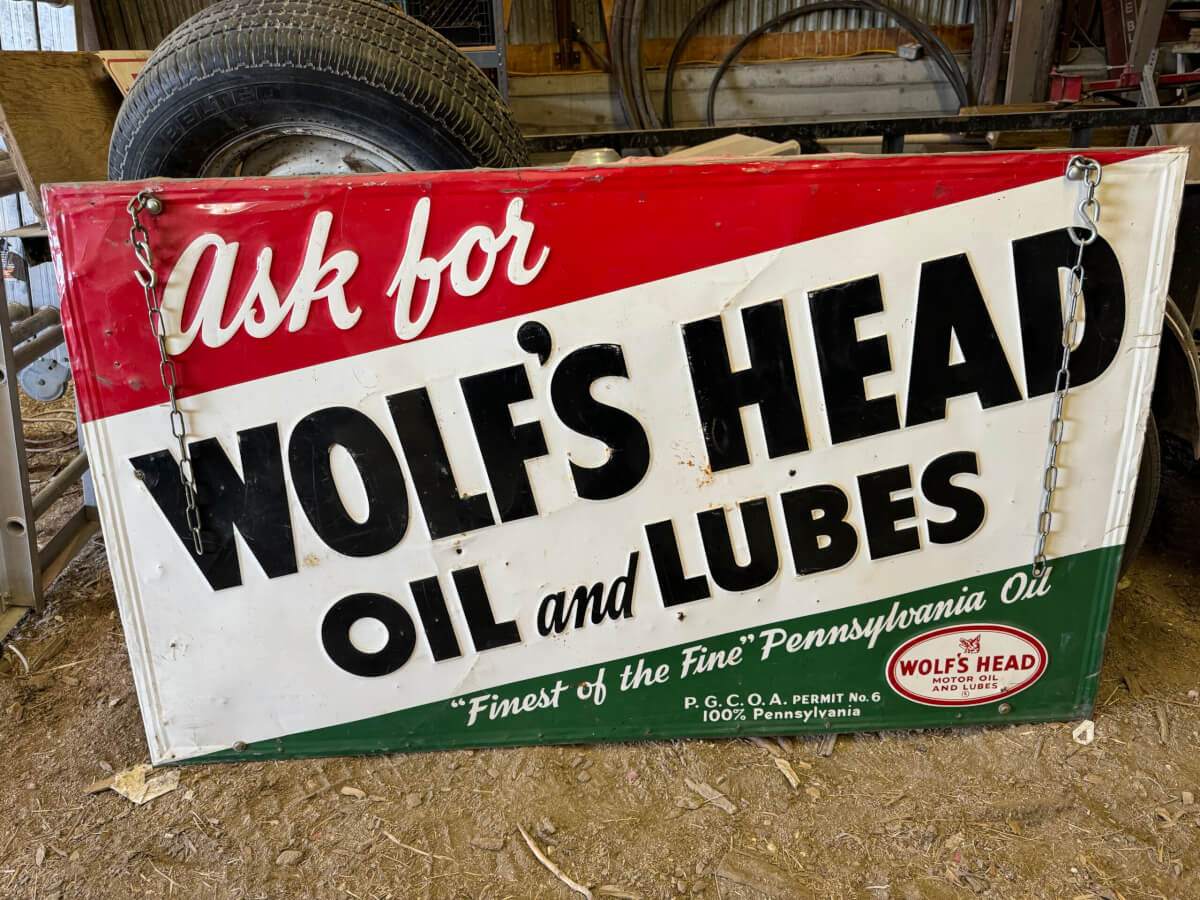 BELTED
Ask for
WOLF'S HEAD
OIL and LUBES
"Finest of the Fine" Pennsylvania Oil
P. G. C. O. A. PERMIT No. 6
100% Pennsylvania
WOLF'S HEAD
MOTOR OIL
AND LUBES